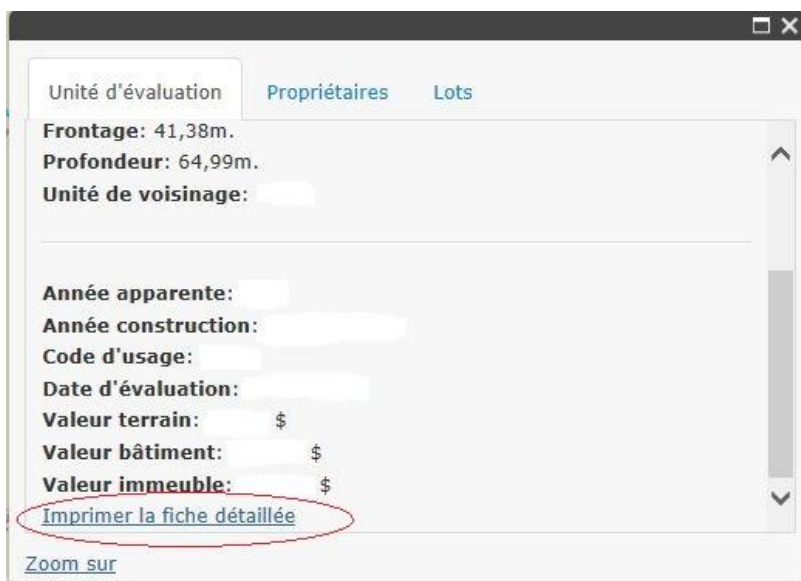 Unité d'évaluation Propriétaires Lots
Frontage: 41,38m.
Profondeur: 64,99m.
Unité de voisinage:
Année apparente:
Année construction:
Code d'usage:
Date d'évaluation:
Valeur terrain: $
Valeur bâtiment: $
Valeur immeuble: $
Imprimer la fiche détaillée
Zoom sur